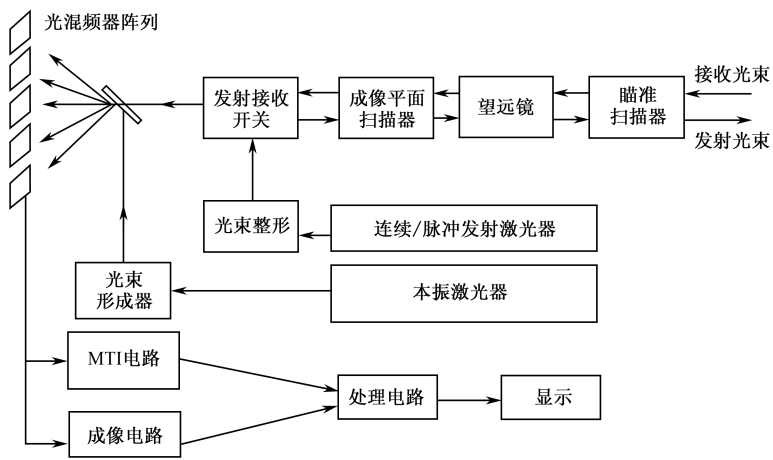 光混频器阵列
发射接收
开关
成像平面
扫描器
望远镜
瞄准
扫描器
接收光束
发射光束
光束整形
连续/脉冲发射激光器
光束
形成器
本振激光器
MTI电路
成像电路
处理电路
显示